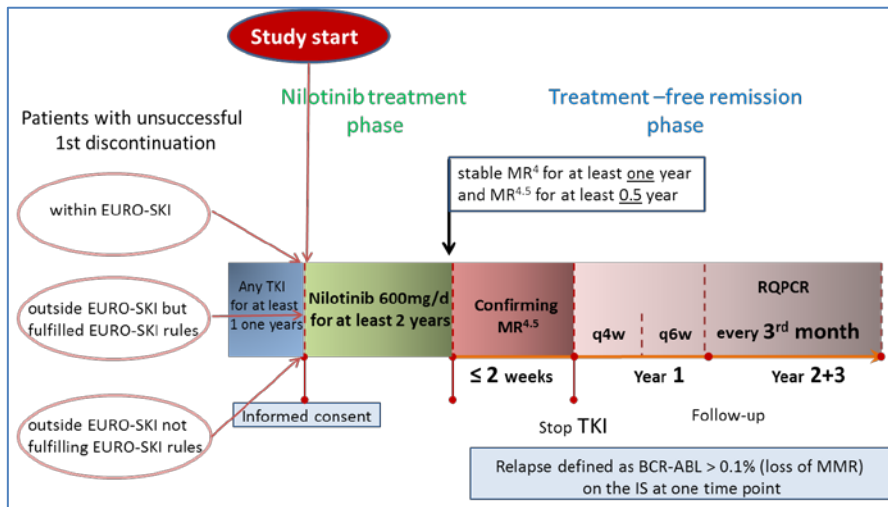 Study start
Nilotinib treatment
phase
Treatment –free remission
phase
Patients with unsuccessful
1st discontinuation
stable MR⁴ for at least one year
and MR⁴·⁵ for at least 0.5 year
within EURO-SKI
outside EURO-SKI but
fulfilled EURO-SKI rules
outside EURO-SKI not
fulfilling EURO-SKI rules
Any TKI
for at least
1 one years
Nilotinib 600mg/d
for at least 2 years
Confirming
MR⁴·⁵
q4w
q6w
RQPCR
every 3rd month
≤ 2 weeks
Year 1
Year 2+3
Informed consent
Stop TKI
Follow-up
Relapse defined as BCR-ABL > 0.1% (loss of MMR)
on the IS at one time point